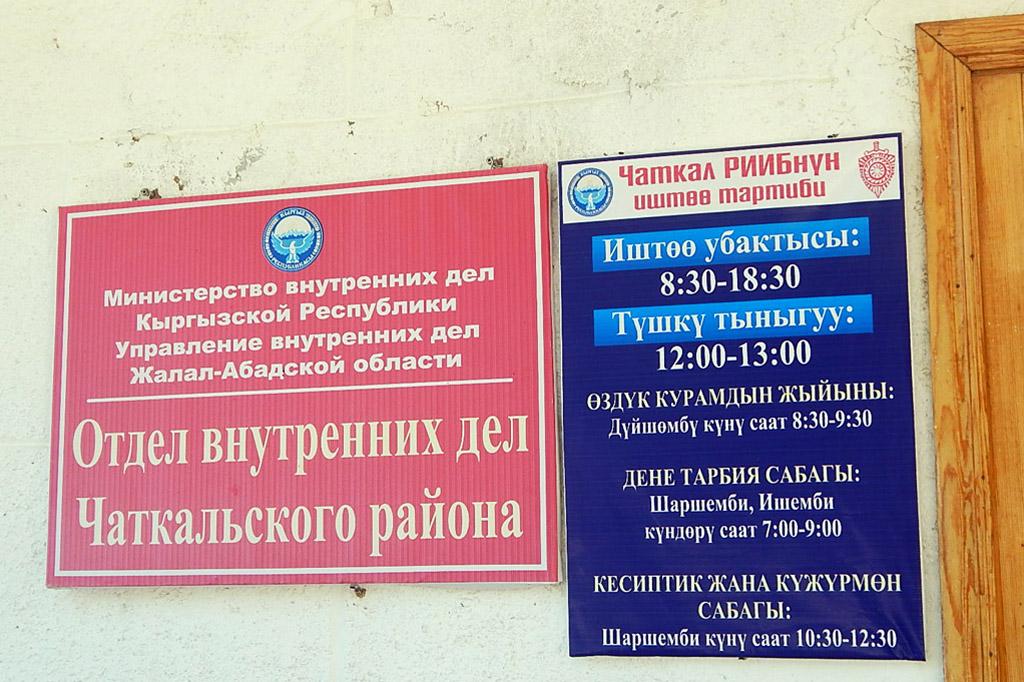 Министерство внутренних дел
Кыргызской Республики
Управление внутренних дел
Жалал-Абадской области
Отдел внутренних дел
Чаткальского района
Чаткал РИИБнүн
иштөө тартиби
Иштөө убактысы:
8:30-18:30
Түшкү тыныгуу:
12:00-13:00
ӨЗДҮК КУРАМДЫН ЖЫЙЫНЫ:
Дүйшөмбү күнү саат 8:30-9:30
ДЕНЕ ТАРБИЯ САБАГЫ:
Шаршемби, Ишемби
күндөрү саат 7:00-9:00
КЕСИПТИК ЖАНА КҮЖҮРМӨН
САБАГЫ:
Шаршемби күнү саат 10:30-12:30